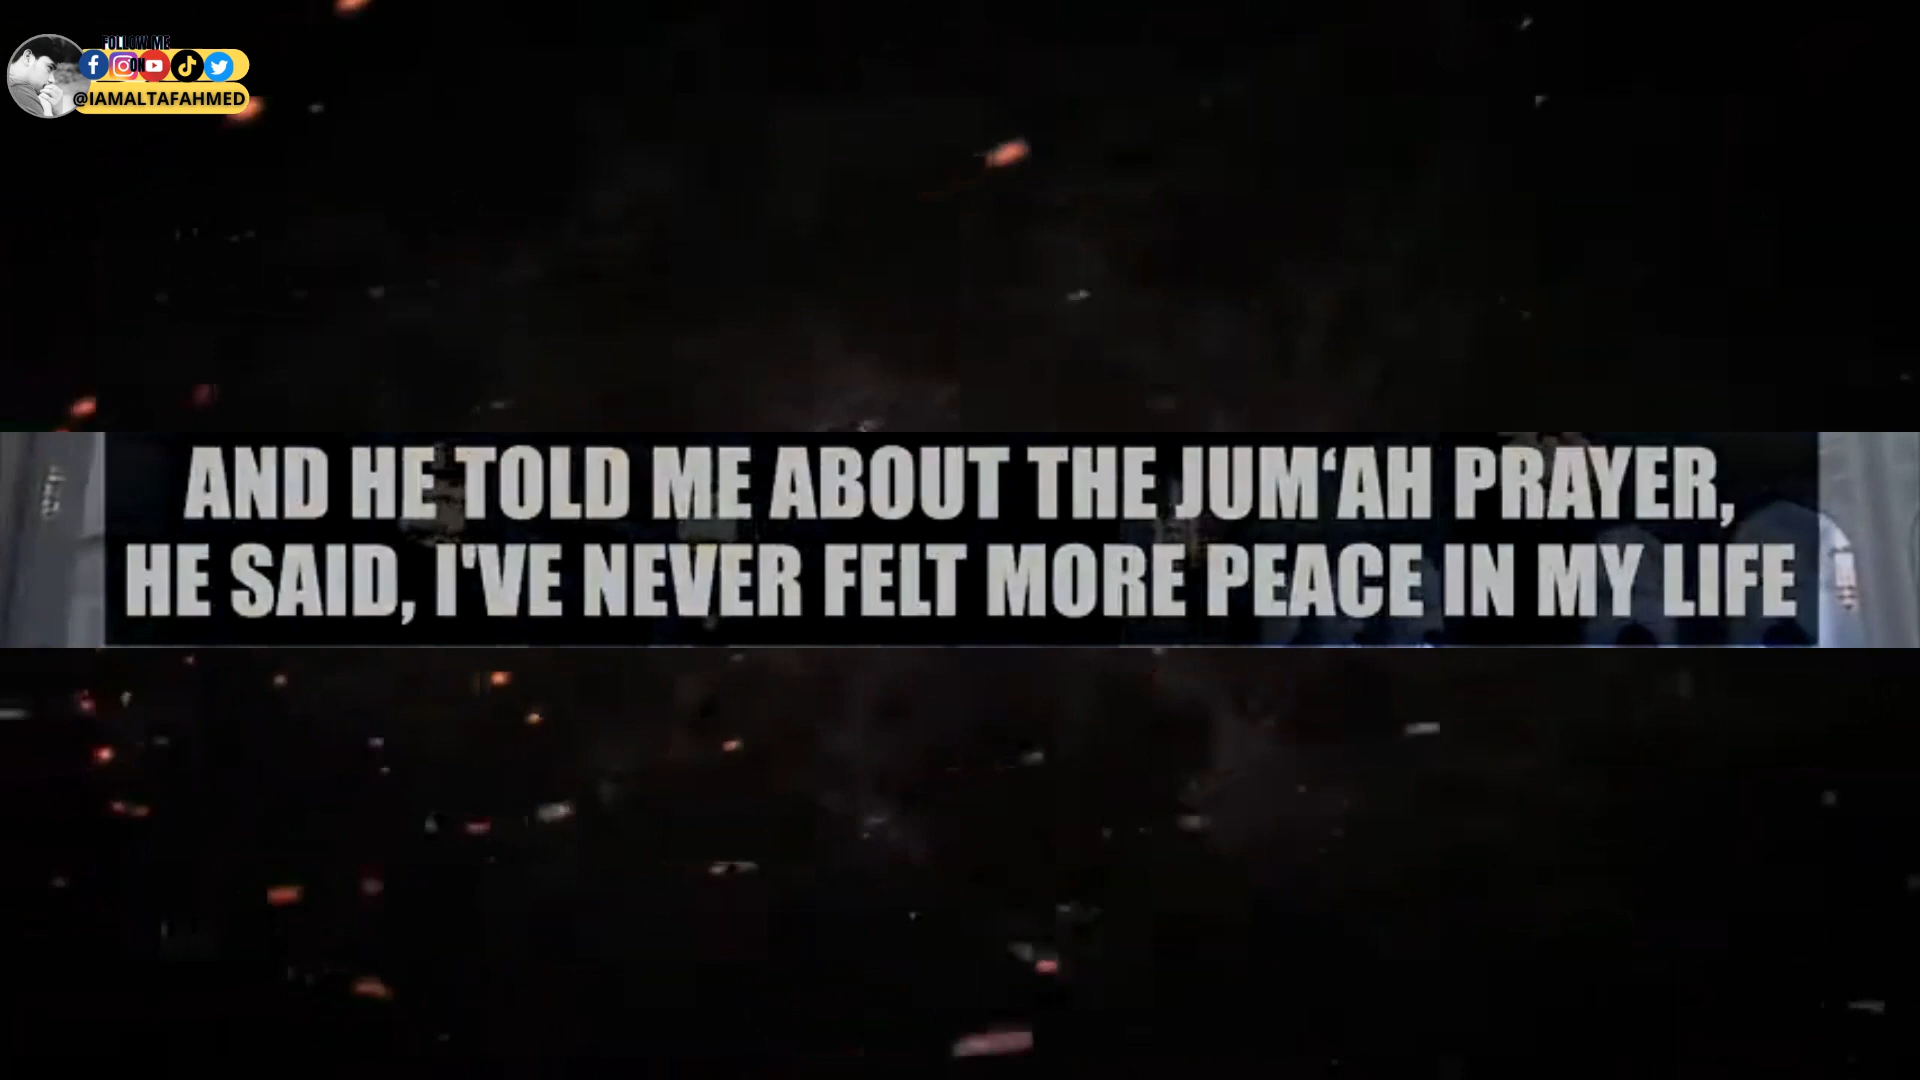 FOLLOW ME
ON
@IAMALTAFAHMED
AND HE TOLD ME ABOUT THE JUM‘AH PRAYER,
HE SAID, I'VE NEVER FELT MORE PEACE IN MY LIFE